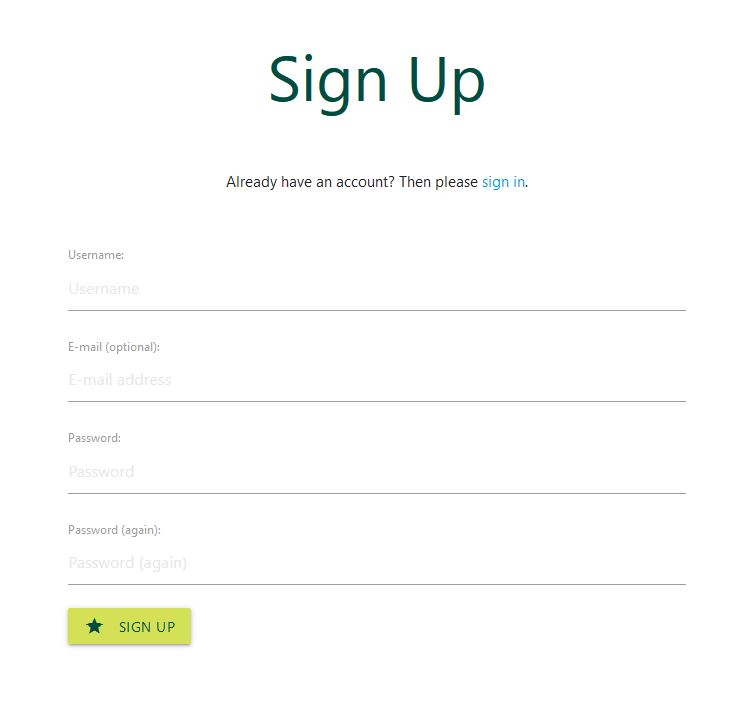 Sign Up
Already have an account? Then please sign in.
Username:
Username
E-mail (optional):
E-mail address
Password:
Password
Password (again):
Password (again)
SIGN UP